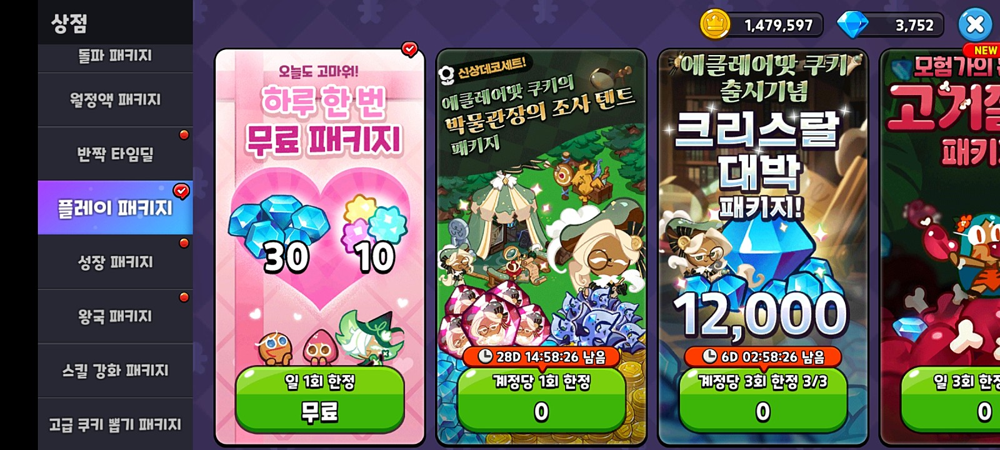 상점
돌파 패키지
월정액 패키지
반짝 타임딜
플레이 패키지
성장 패키지
왕국 패키지
스킬 강화 패키지
고급 쿠키 뽑기 패키지
1,479,597
3,752
오늘도 고마워!
하루 한 번
무료 패키지
30
10
일 1회 한정
무료
신상데코세트!
에클레어맛 쿠키의
박물관장의 조사 텐트
패키지
28D 14:58:26 남음
계정당 1회 한정
0
에클레어맛 쿠키
출시기념
크리스탈
대박
패키지!
12,000
6D 02:58:26 남음
계정당 3회 한정 3/3
0
NEW
모험가의
패키
일 3회 한정
0